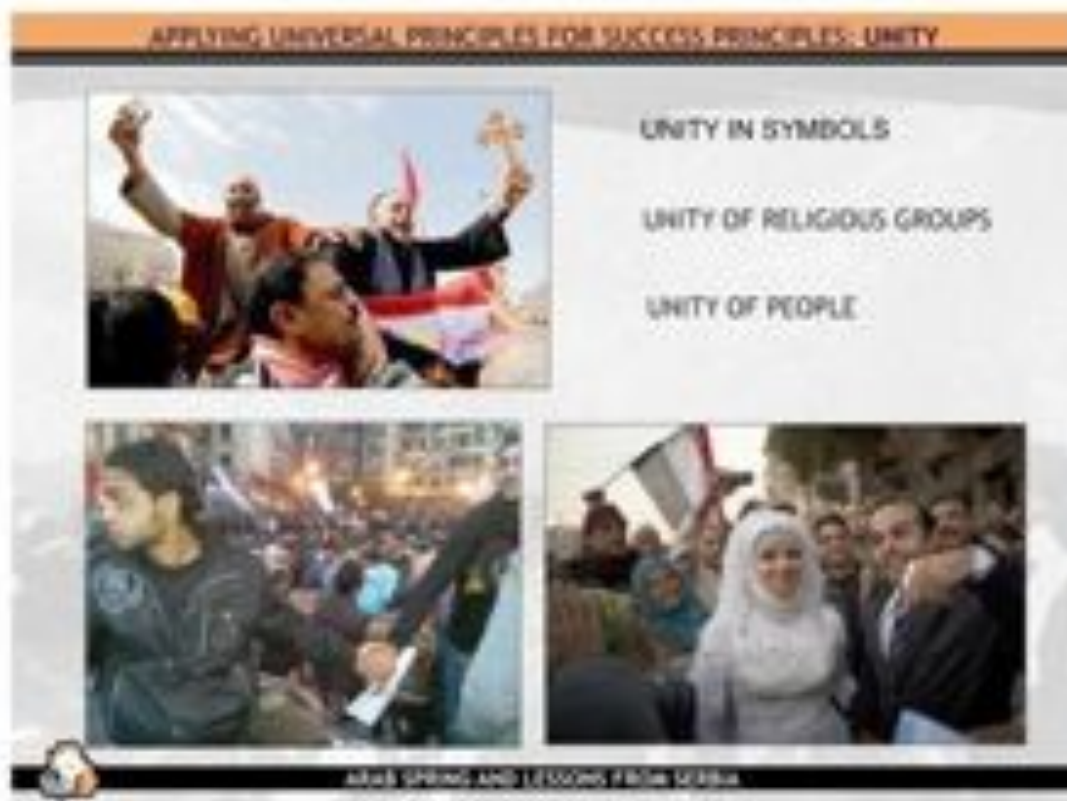 APPLYING UNIVERSAL PRINCIPLES FOR SUCCESS PRINCIPLES: UNITY
UNITY IN SYMBOLS
UNITY OF RELIGIOUS GROUPS
UNITY OF PEOPLE
ARAB SPRING AND LESSONS FROM SERBIA